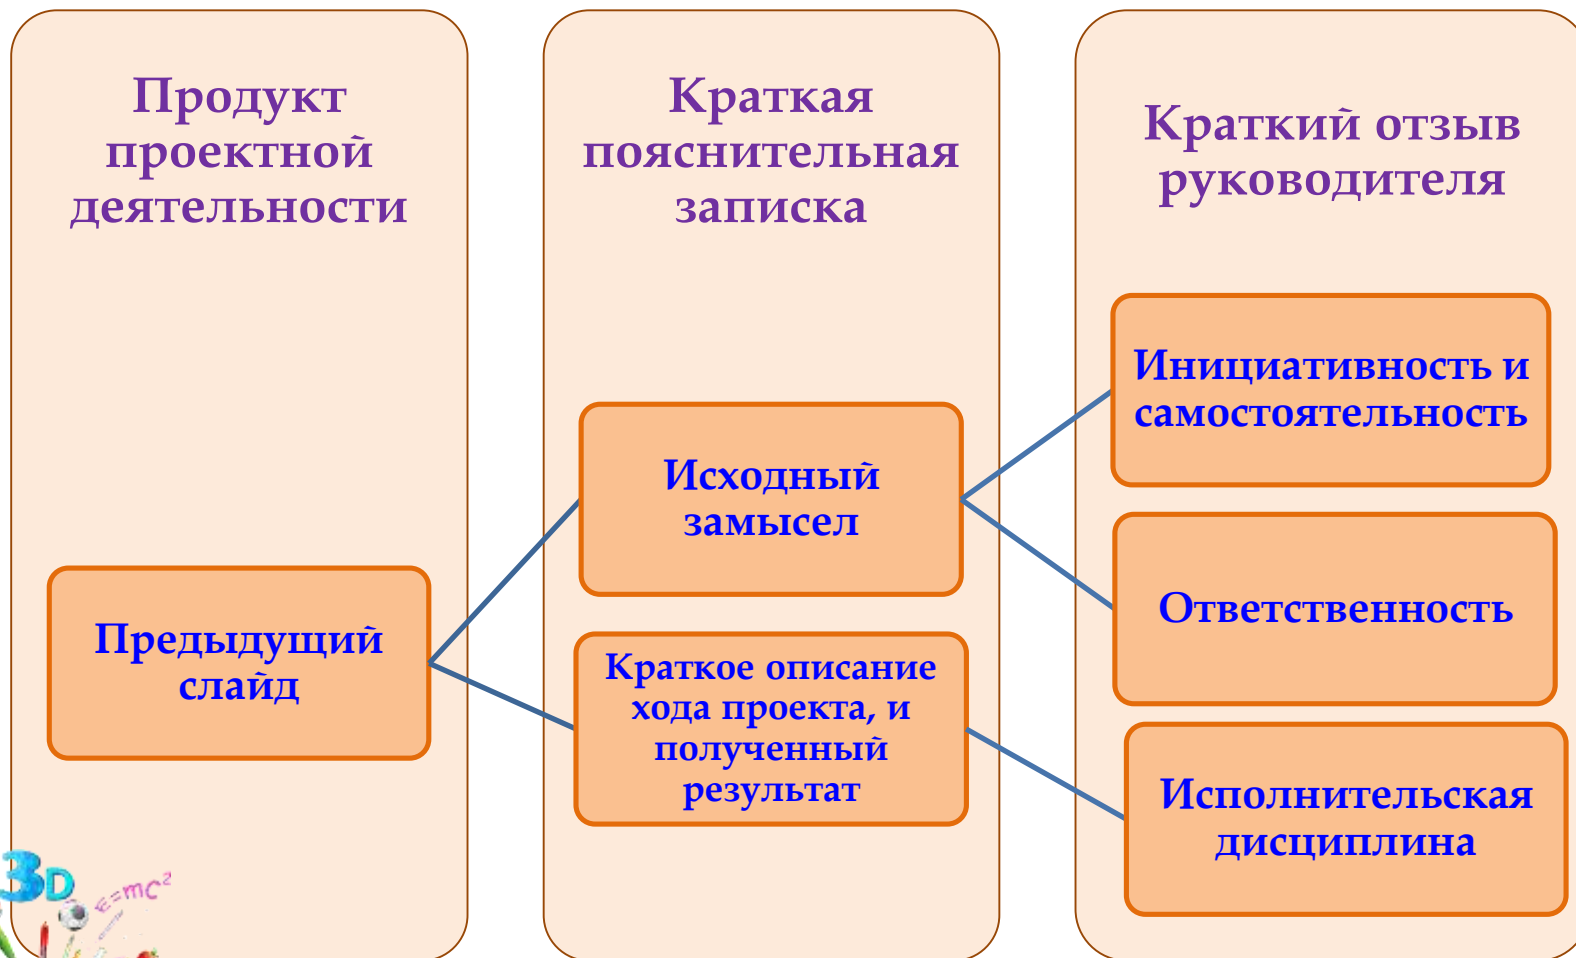 Продукт
проектной
деятельности
Предыдущий
слайд
Краткая
пояснительная
записка
Исходный
замысел
Краткое описание
хода проекта, и
полученный
результат
Краткий отзыв
руководителя
Инициативность и
самостоятельность
Ответственность
Исполнительская
дисциплина
3D
E=mc²